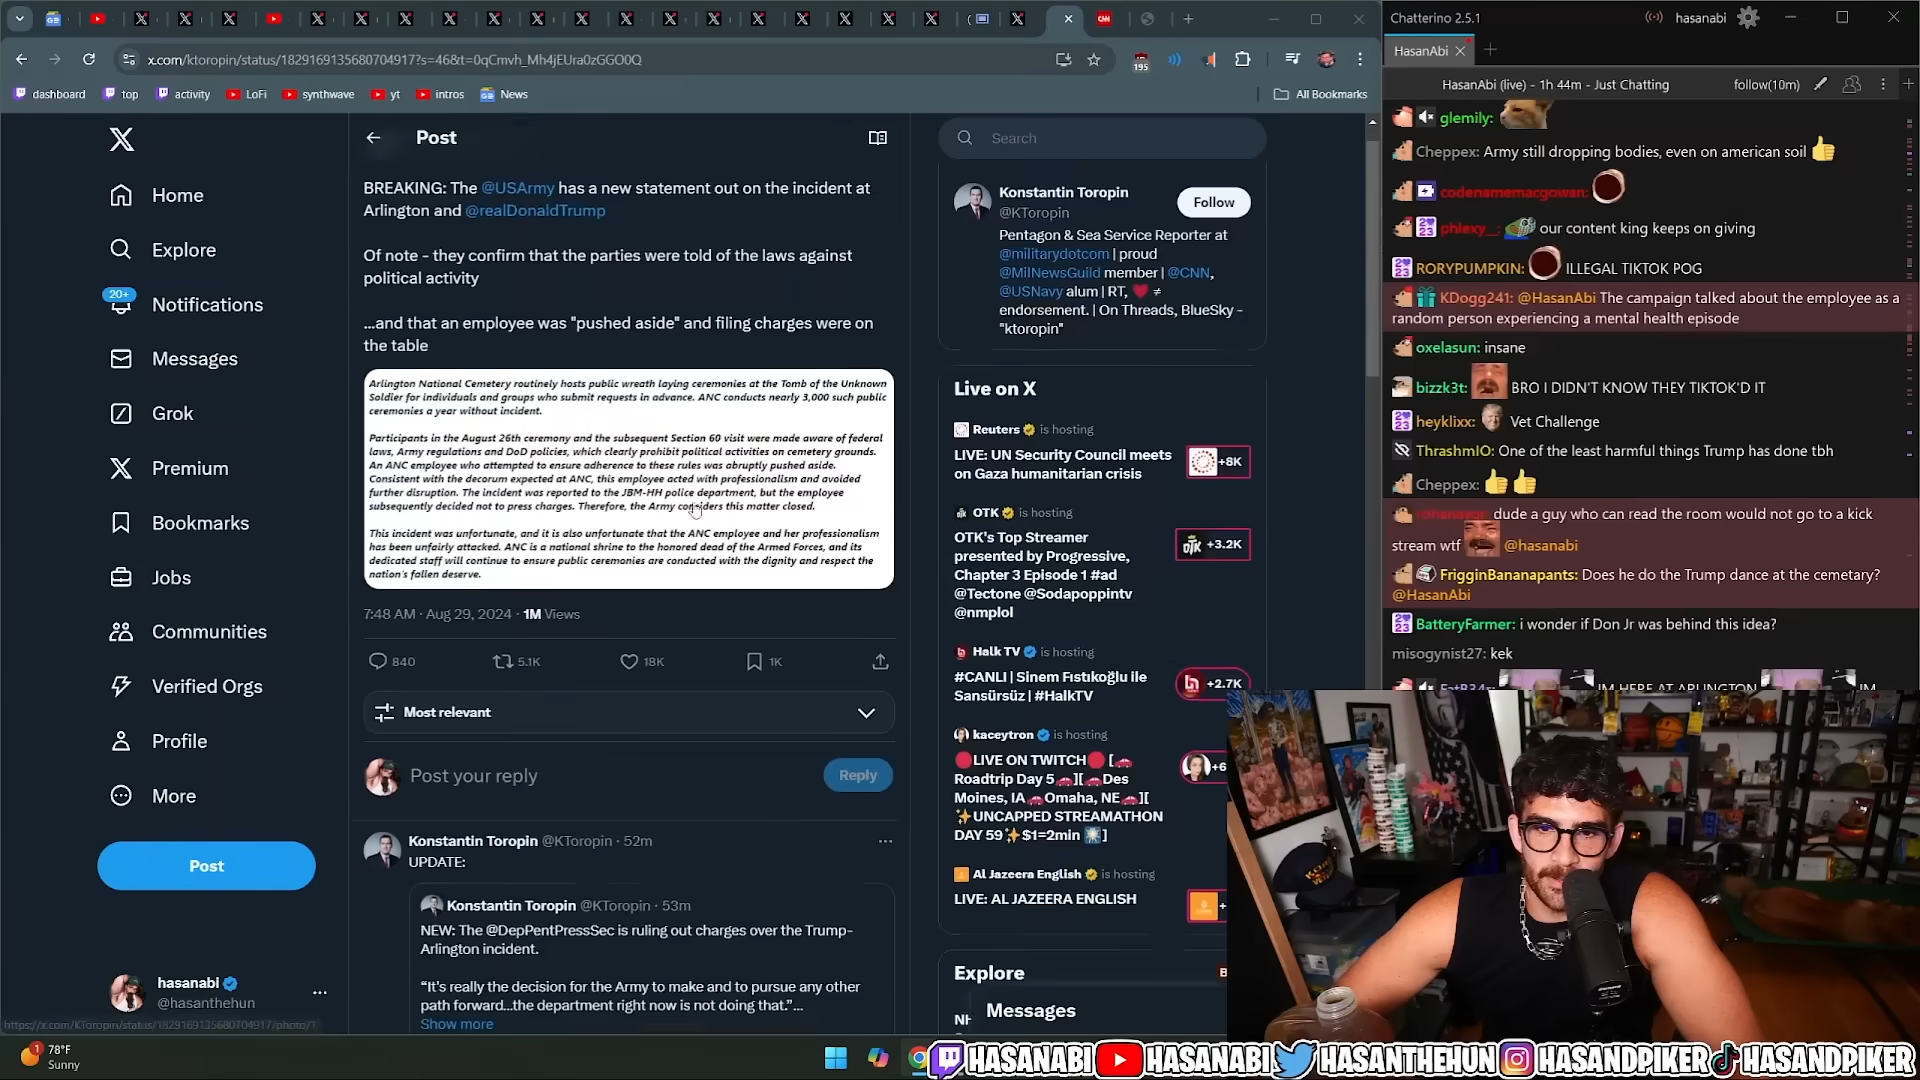 x.com/ktoropin/status/1829169135680704917?s=46&t=0qCmvh_Mh4jEUra0zGGO0Q
195
dashboard
top
activity
LoFi
synthwave
yt
intros
News
All Bookmarks
Home
Explore
20+
Notifications
Messages
Grok
Premium
Bookmarks
Jobs
Communities
Verified Orgs
Profile
More
Post
hasanabi
@hasanthehun
Post
BREAKING: The @USArmy has a new statement out on the incident at
Arlington and @realDonaldTrump
Of note - they confirm that the parties were told of the laws against
political activity
...and that an employee was "pushed aside" and filing charges were on
the table
Arlington National Cemetery routinely hosts public wreath laying ceremonies at the Tomb of the Unknown
Soldier for individuals and groups who submit requests in advance. ANC conducts nearly 3,000 such public
ceremonies a year without incident.
Participants in the August 26th ceremony and the subsequent Section 60 visit were made aware of federal
laws, Army regulations and DoD policies, which clearly prohibit political activities on cemetery grounds.
An ANC employee who attempted to ensure adherence to these rules was abruptly pushed aside.
Consistent with the decorum expected at ANC, this employee acted with professionalism and avoided
further disruption. The incident was reported to the JBM-HH police department, but the employee
subsequently decided not to press charges. Therefore, the Army considers this matter closed.
This incident was unfortunate, and it is also unfortunate that the ANC employee and her professionalism
has been unfairly attacked. ANC is a national shrine to the honored dead of the Armed Forces, and its
dedicated staff will continue to ensure public ceremonies are conducted with the dignity and respect the
nation's fallen deserve.
7:48 AM · Aug 29, 2024 · 1M Views
840
5.1K
18K
1K
Most relevant
Post your reply
Reply
Konstantin Toropin @KToropin · 52m
UPDATE:
Konstantin Toropin @KToropin · 53m
NEW: The @DepPentPressSec is ruling out charges over the Trump-
Arlington incident.
"It's really the decision for the Army to make and to pursue any other
path forward...the department right now is not doing that."...
Show more
https://x.com/KToropin/status/1829169135680704917/photo/1
Search
Konstantin Toropin
@KToropin
Follow
Pentagon & Sea Service Reporter at
@militarydotcom | proud
@MilNewsGuild member | @CNN,
@USNavy alum | RT, ❤️ ≠
endorsement. | On Threads, BlueSky -
"ktoropin"
Live on X
Reuters is hosting
LIVE: UN Security Council meets
on Gaza humanitarian crisis
+8K
OTK is hosting
OTK's Top Streamer
presented by Progressive,
Chapter 3 Episode 1 #ad
@Tectone @Sodapoppintv
@nmplol
+3.2K
Halk TV is hosting
#CANLI | Sinem Fıstıkoğlu ile
Sansürsüz | #HalkTV
+2.7K
kaceytron is hosting
🔴LIVE ON TWITCH🔴 [🚗
Roadtrip Day 5🚗][🚗Des
Moines, IA🚗Omaha, NE🚗][
✨UNCAPPED STREAMATHON
DAY 59✨$1=2min
+6
Al Jazeera English is hosting
LIVE: AL JAZEERA ENGLISH
Explore
Messages
Chatterino 2.5.1
hasanabi
HasanAbi
HasanAbi (live) - 1h 44m - Just Chatting
follow(10m)
glemily:
Cheppex: Army still dropping bodies, even on american soil 👍
codenamemacgowan:
phlexy__: our content king keeps on giving
RORYPUMPKIN: ILLEGAL TIKTOK POG
KDogg241: @HasanAbi The campaign talked about the employee as a
random person experiencing a mental health episode
oxelasun: insane
bizzk3t: BRO I DIDN'T KNOW THEY TIKTOK'D IT
heyklixx: Vet Challenge
ThrashmIO: One of the least harmful things Trump has done tbh
Cheppex: 👍👍
dude a guy who can read the room would not go to a kick
stream wtf @hasanabi
FrigginBananapants: Does he do the Trump dance at the cemetary?
@HasanAbi
BatteryFarmer: i wonder if Don Jr was behind this idea?
misogynist27: kek
IM HERE AT ARLINGTON IM
1
78°F
Sunny
HASANABI HASANABI HASANTHEHUN HASANDPIKER HASANDPIKER